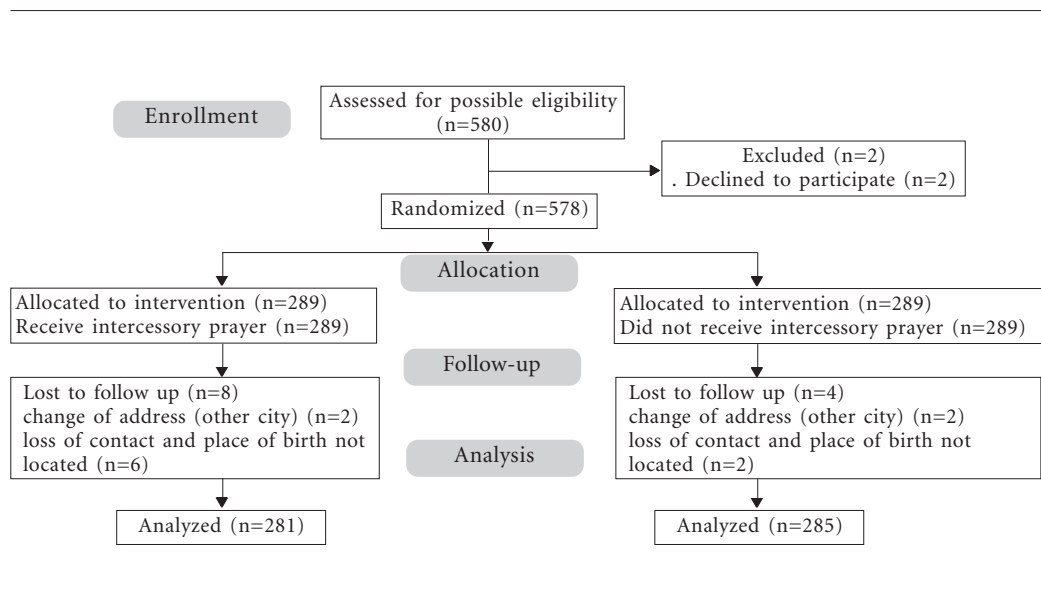 Enrollment
Assessed for possible eligibility
(n=580)
Excluded (n=2)
. Declined to participate (n=2)
Randomized (n=578)
Allocation
Allocated to intervention (n=289)
Receive intercessory prayer (n=289)
Allocated to intervention (n=289)
Did not receive intercessory prayer (n=289)
Follow-up
Lost to follow up (n=8)
change of address (other city) (n=2)
loss of contact and place of birth not
located (n=6)
Lost to follow up (n=4)
change of address (other city) (n=2)
loss of contact and place of birth not
located (n=2)
Analysis
Analyzed (n=281)
Analyzed (n=285)